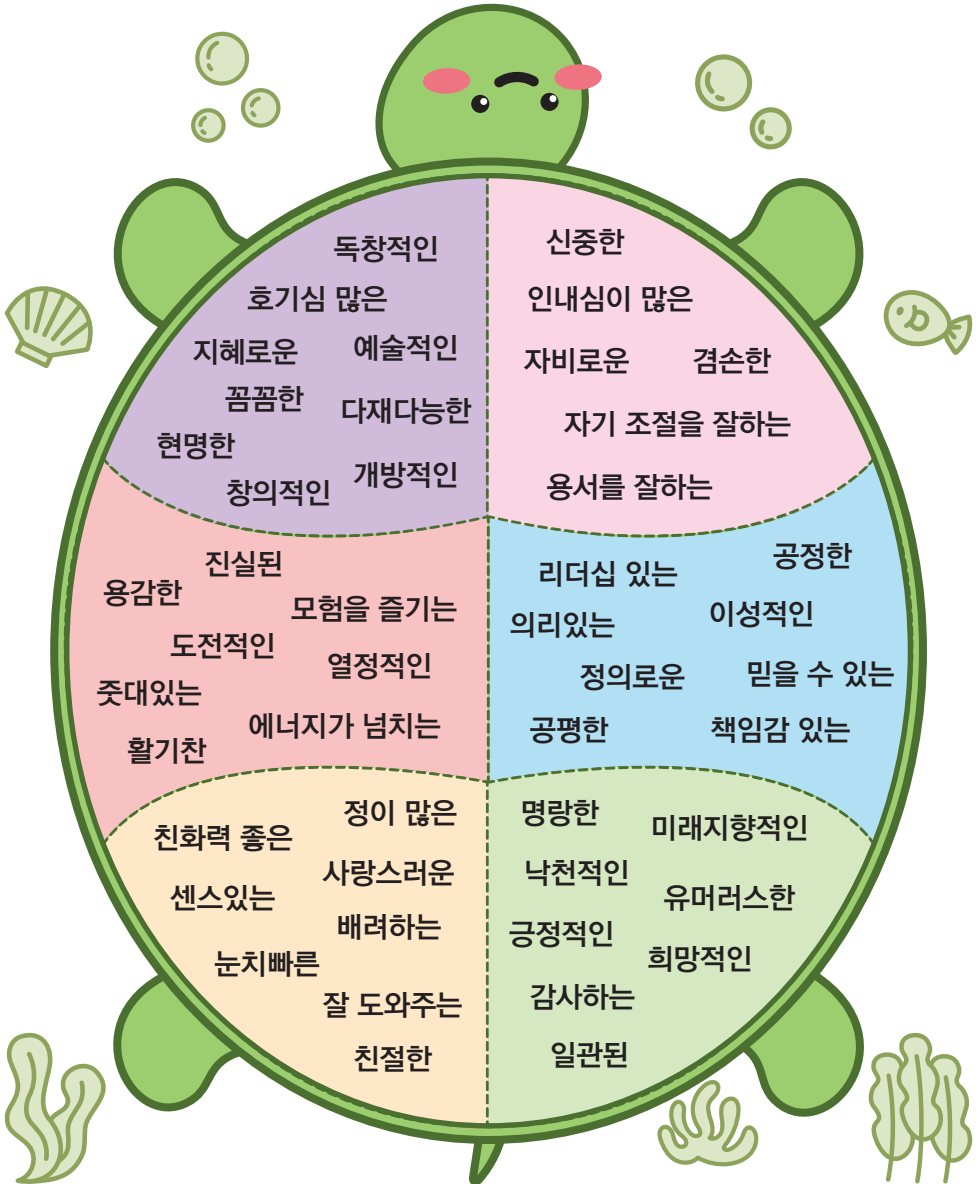 독창적인
호기심 많은
지혜로운
예술적인
꼼꼼한
다재다능한
현명한
개방적인
창의적인
신중한
인내심이 많은
자비로운
겸손한
자기 조절을 잘하는
용서를 잘하는
진실된
용감한
모험을 즐기는
도전적인
열정적인
줏대있는
에너지가 넘치는
활기찬
공정한
리더십 있는
이성적인
의리있는
정의로운
믿을 수 있는
공평한
책임감 있는
정이 많은
친화력 좋은
사랑스러운
센스있는
배려하는
눈치빠른
잘 도와주는
친절한
명랑한
미래지향적인
낙천적인
유머러스한
긍정적인
희망적인
감사하는
일관된